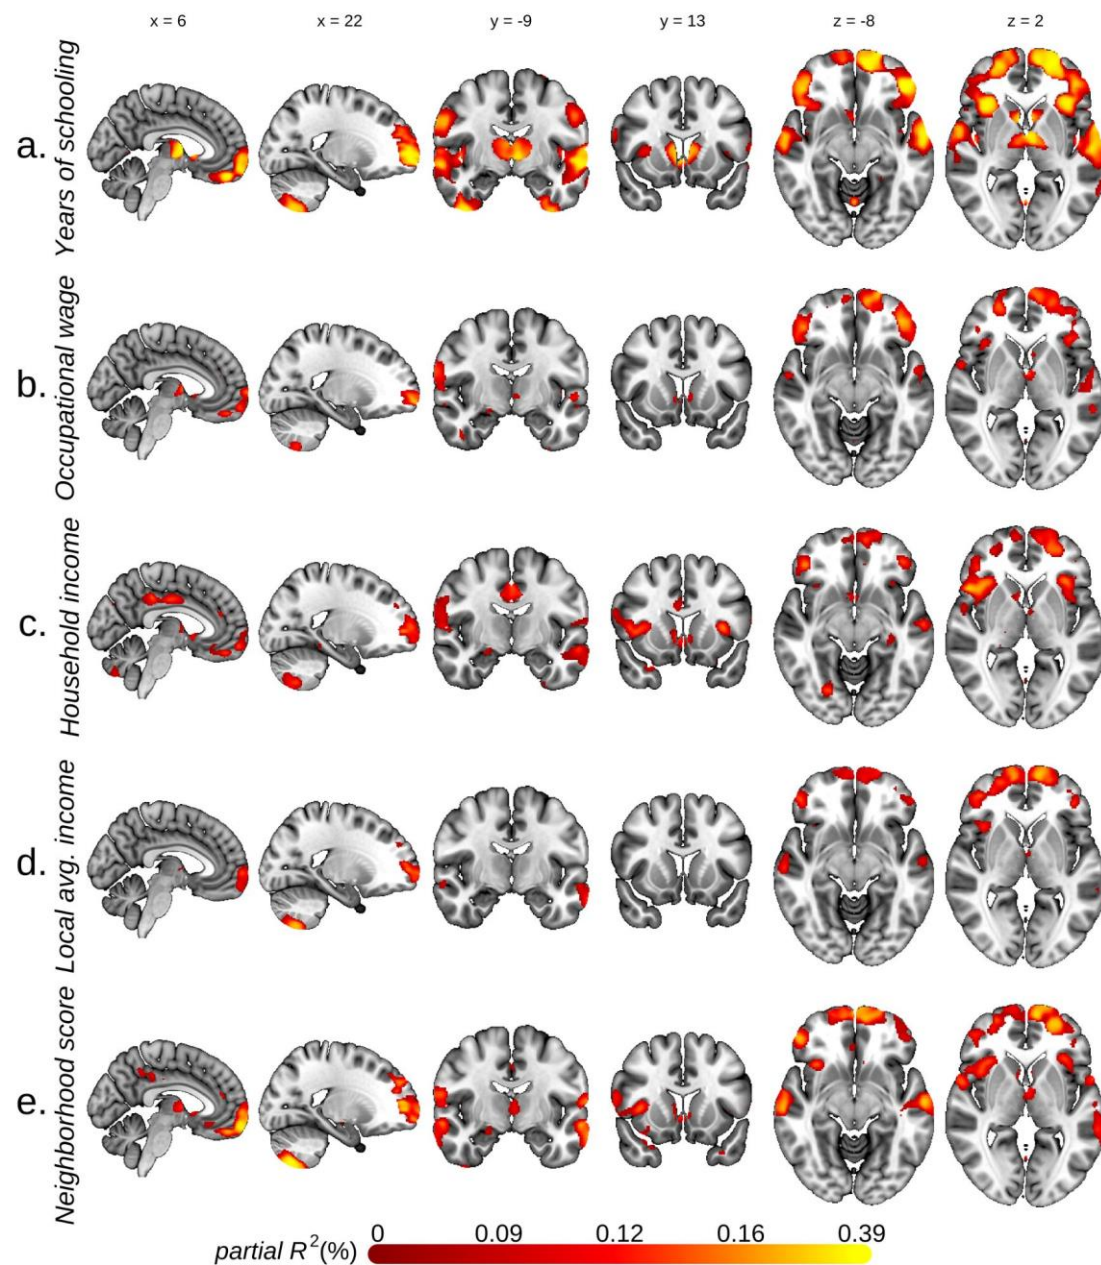 x = 6 x = 22 y = -9 y = 13 z = -8 z = 2
a. Years of schooling
b. Occupational wage
c. Household income
d. Local avg. income
e. Neighborhood score
0 0.09 0.12 0.16 0.39
partial R²(%)